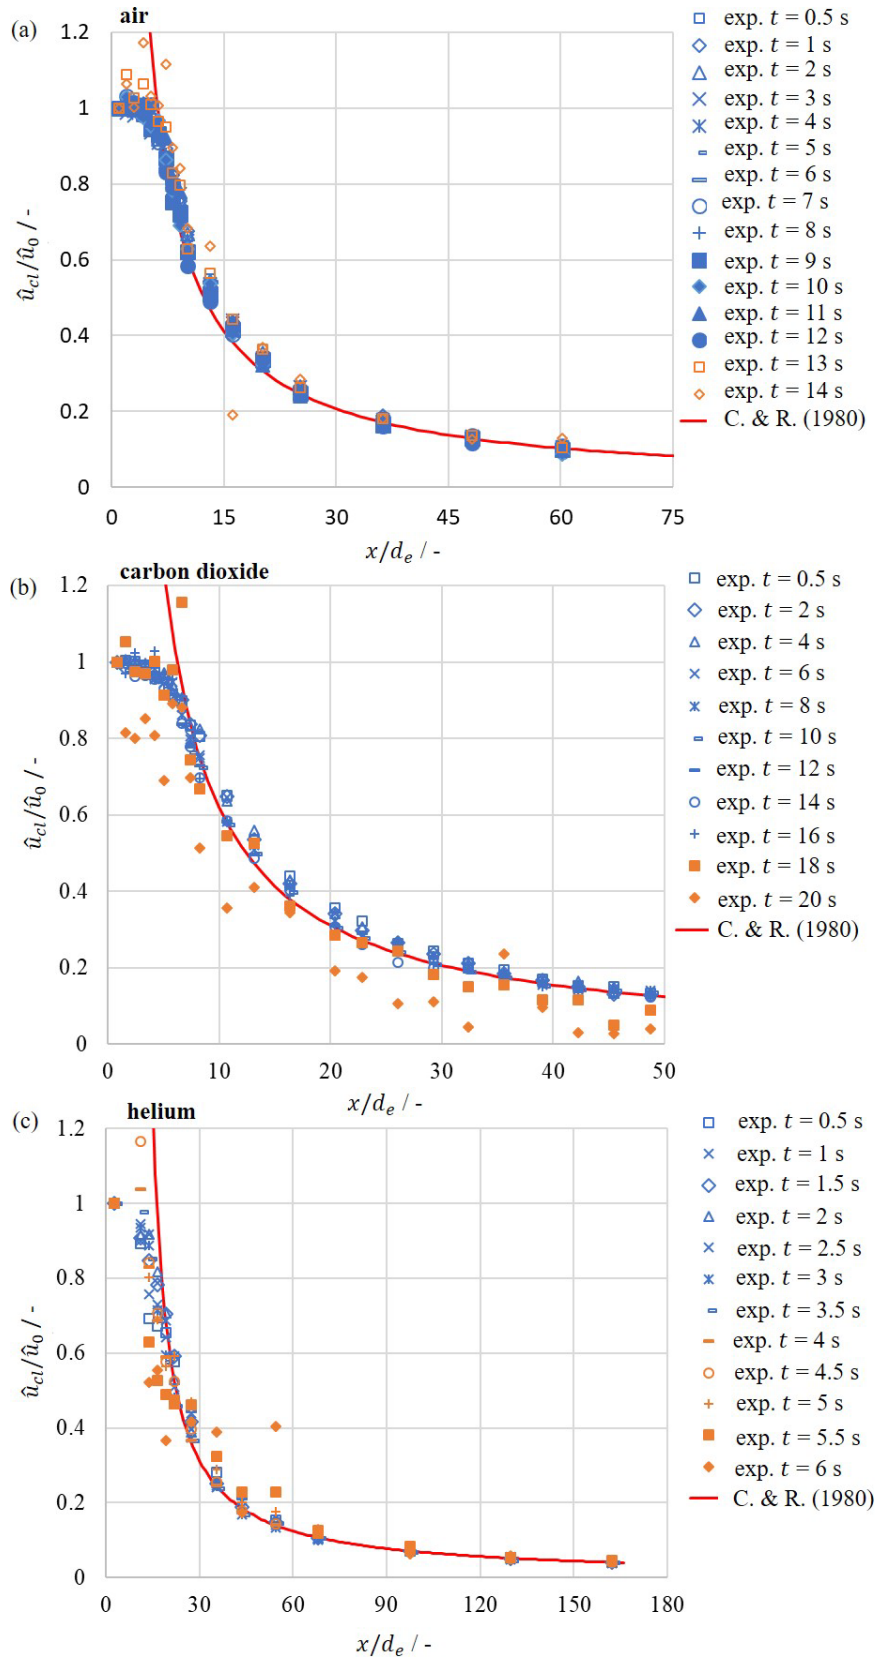 (a)
air
1.2
1
0.8
0.6
0.4
0.2
0
û_cl/û_0 / -
0 15 30 45 60 75
x/d_e / -
exp. t = 0.5 s
exp. t = 1 s
exp. t = 2 s
exp. t = 3 s
exp. t = 4 s
exp. t = 5 s
exp. t = 6 s
exp. t = 7 s
exp. t = 8 s
exp. t = 9 s
exp. t = 10 s
exp. t = 11 s
exp. t = 12 s
exp. t = 13 s
exp. t = 14 s
C. & R. (1980)
(b)
carbon dioxide
1.2
1
0.8
0.6
0.4
0.2
0
û_cl/û_0 / -
0 10 20 30 40 50
x/d_e / -
exp. t = 0.5 s
exp. t = 2 s
exp. t = 4 s
exp. t = 6 s
exp. t = 8 s
exp. t = 10 s
exp. t = 12 s
exp. t = 14 s
exp. t = 16 s
exp. t = 18 s
exp. t = 20 s
C. & R. (1980)
(c)
helium
1.2
1
0.8
0.6
0.4
0.2
0
û_cl/û_0 / -
0 30 60 90 120 150 180
x/d_e / -
exp. t = 0.5 s
exp. t = 1 s
exp. t = 1.5 s
exp. t = 2 s
exp. t = 2.5 s
exp. t = 3 s
exp. t = 3.5 s
exp. t = 4 s
exp. t = 4.5 s
exp. t = 5 s
exp. t = 5.5 s
exp. t = 6 s
C. & R. (1980)